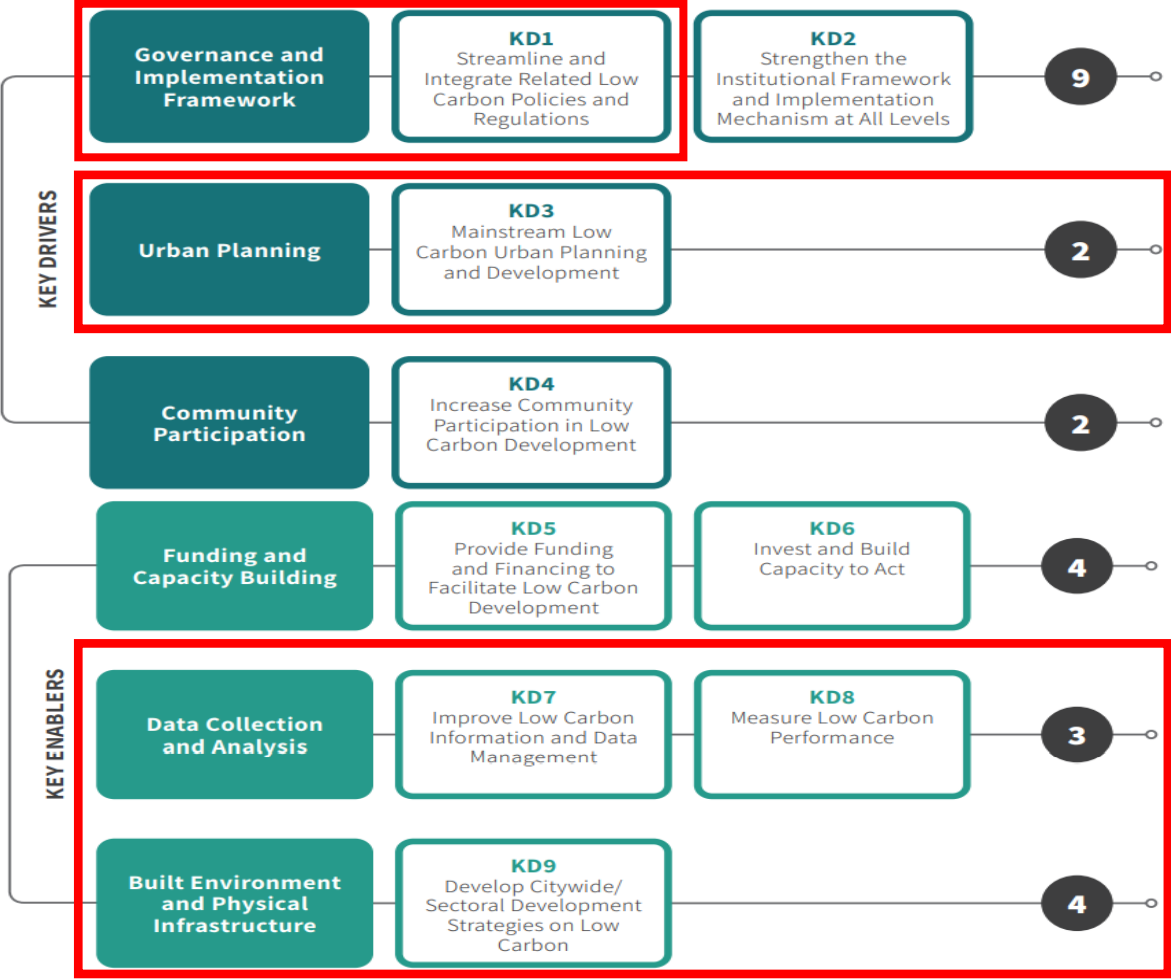 KEY DRIVERS
Governance and
Implementation
Framework
KD1
Streamline and
Integrate Related Low
Carbon Policies and
Regulations
KD2
Strengthen the
Institutional Framework
and Implementation
Mechanism at All Levels
9
Urban Planning
KD3
Mainstream Low
Carbon Urban Planning
and Development
2
Community
Participation
KD4
Increase Community
Participation in Low
Carbon Development
2
KEY ENABLERS
Funding and
Capacity Building
KD5
Provide Funding
and Financing to
Facilitate Low Carbon
Development
KD6
Invest and Build
Capacity to Act
4
Data Collection
and Analysis
KD7
Improve Low Carbon
Information and Data
Management
KD8
Measure Low Carbon
Performance
3
Built Environment
and Physical
Infrastructure
KD9
Develop Citywide/
Sectoral Development
Strategies on Low
Carbon
4